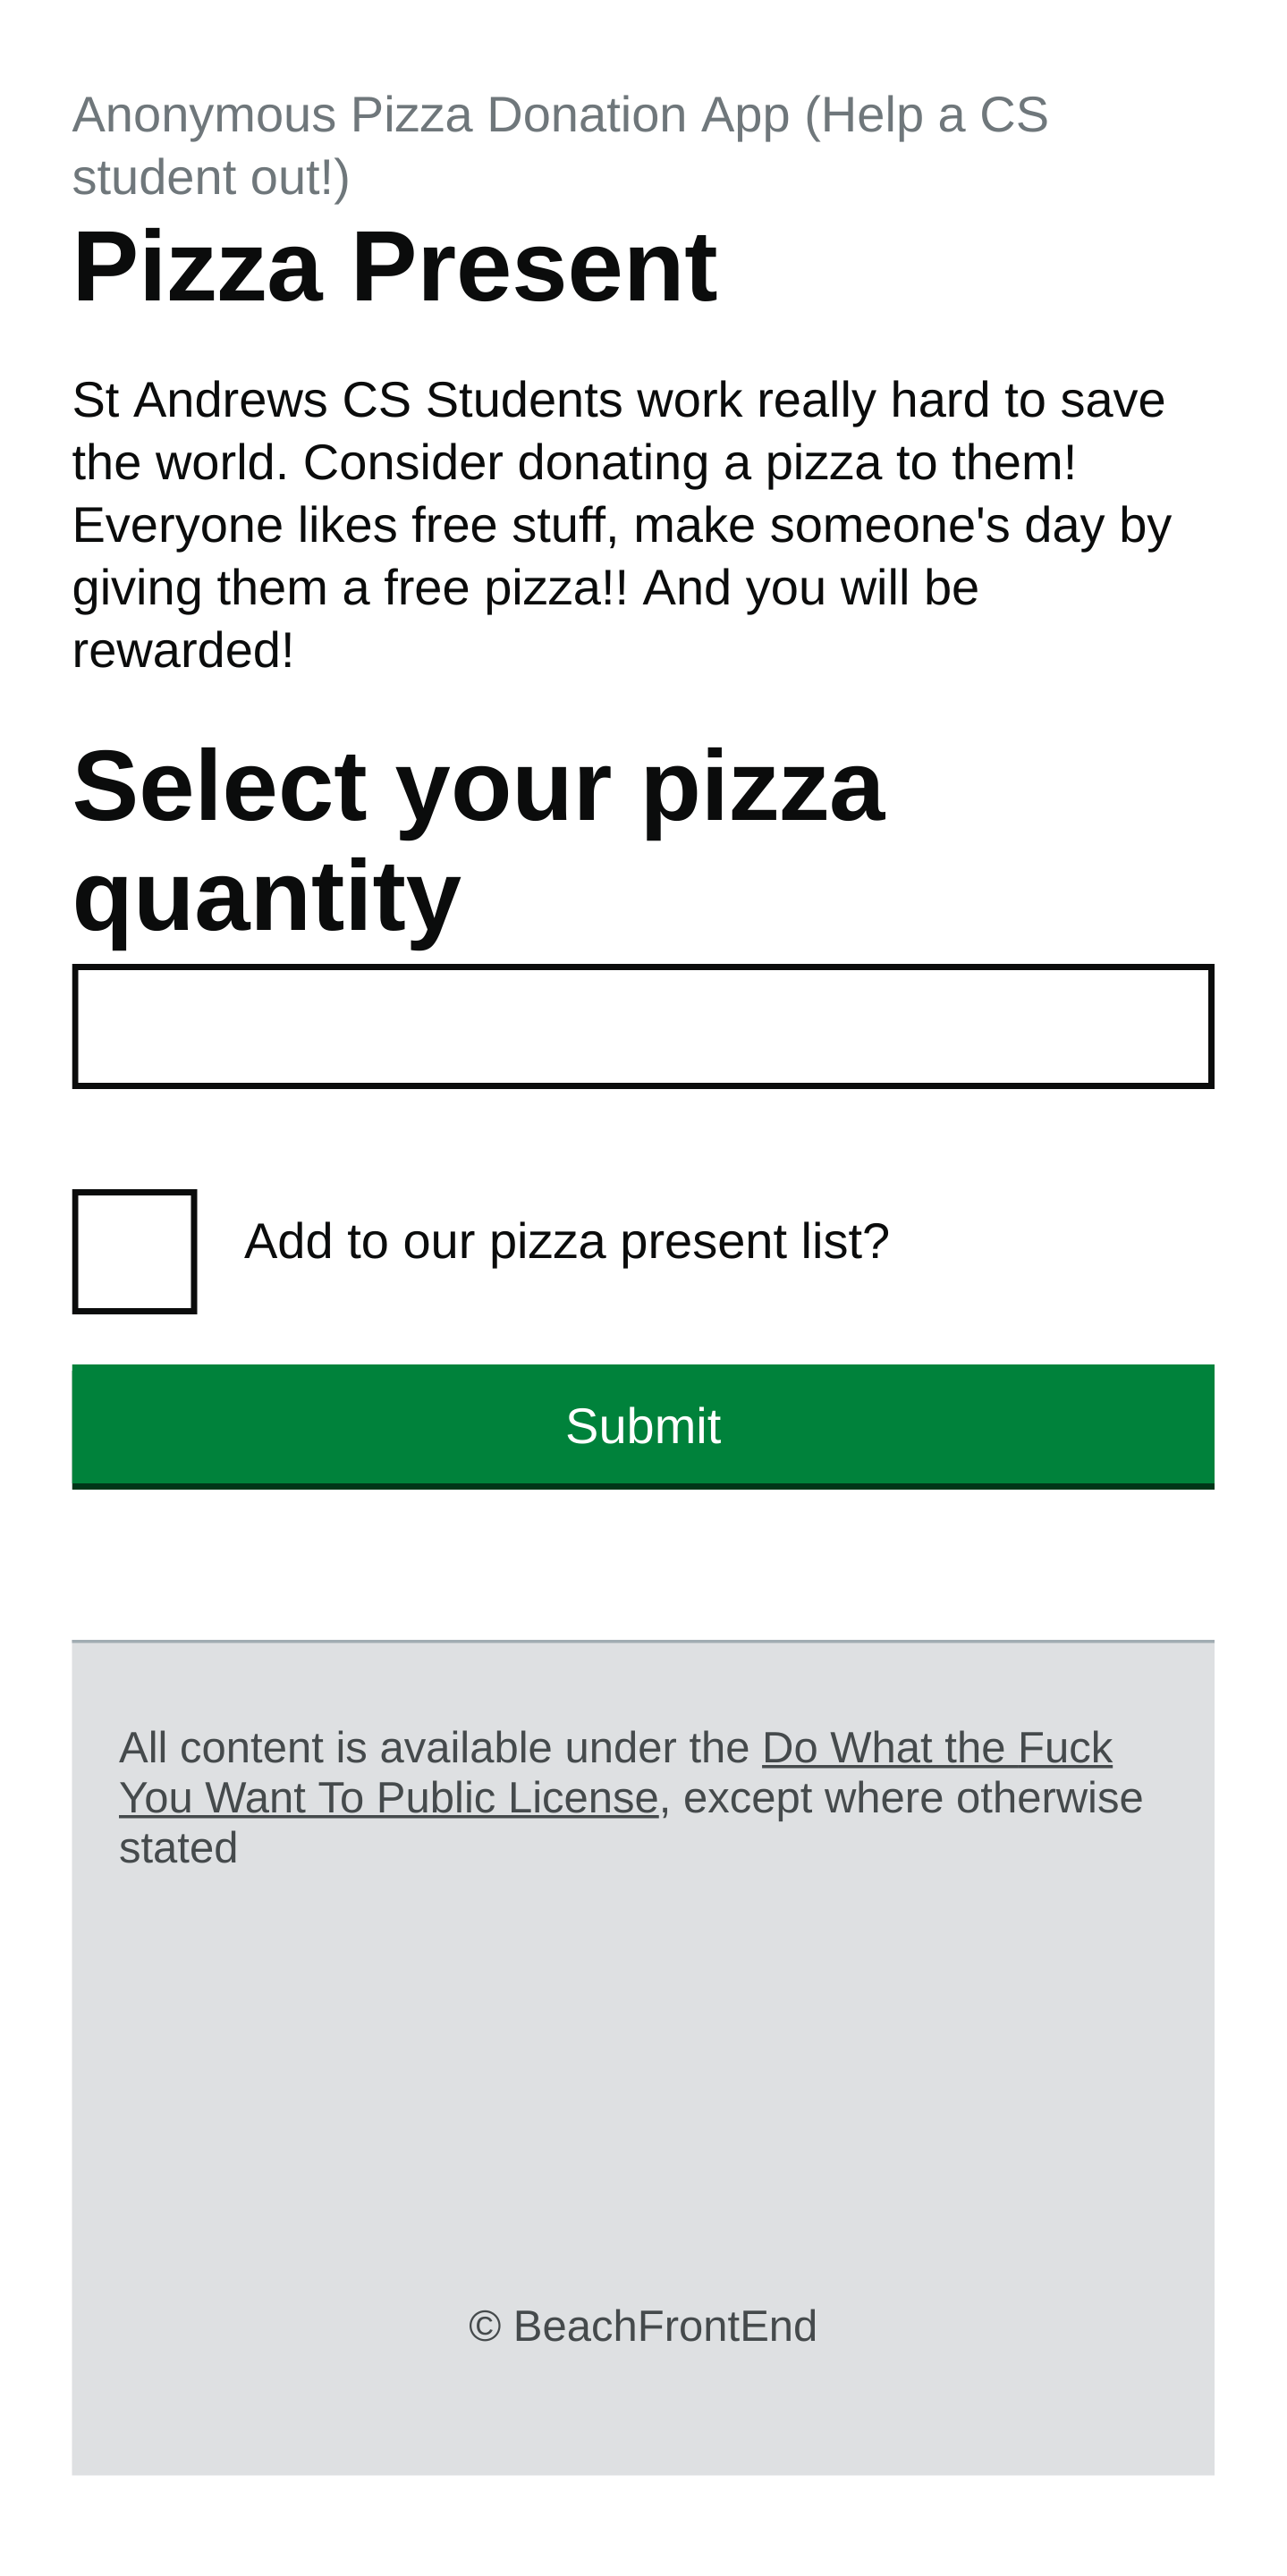 Anonymous Pizza Donation App (Help a CS
student out!)
Pizza Present
St Andrews CS Students work really hard to save
the world. Consider donating a pizza to them!
Everyone likes free stuff, make someone's day by
giving them a free pizza!! And you will be
rewarded!
Select your pizza
quantity
Add to our pizza present list?
Submit
All content is available under the Do What the Fuck
You Want To Public License, except where otherwise
stated
© BeachFrontEnd